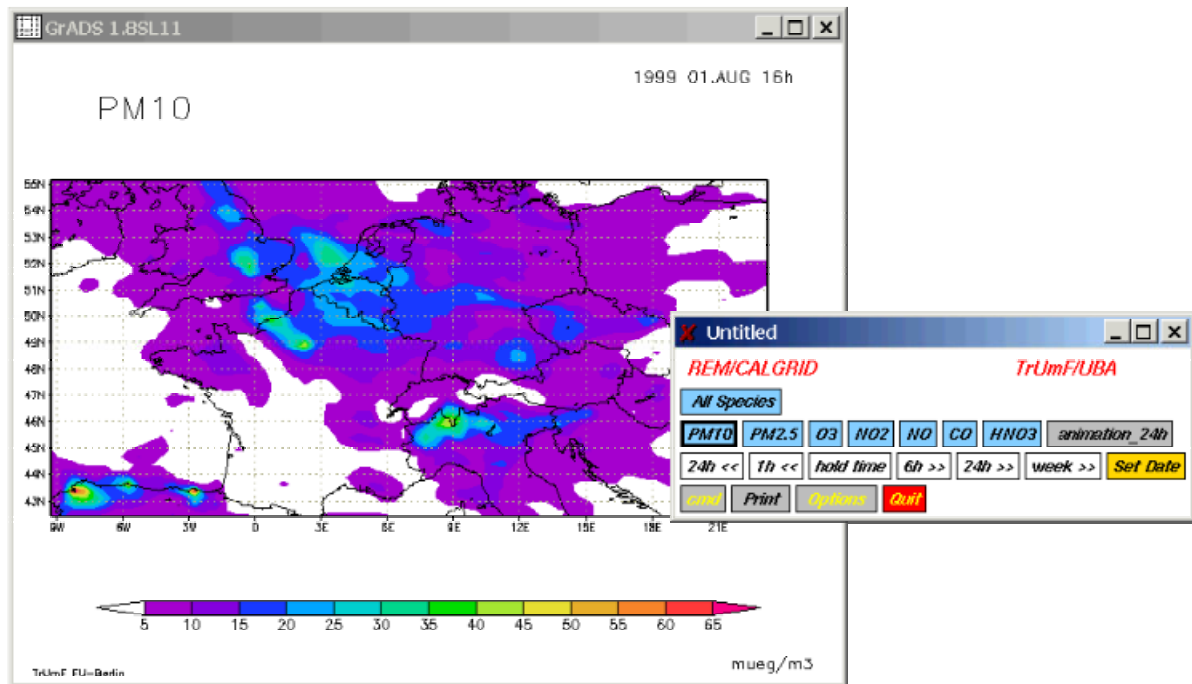 GrADS 1.8SL11
1999 01.AUG 16h
PM10
55N
54N
53N
52N
51N
50N
49N
48N
47N
46N
45N
44N
43N
9W 6W 3W 0 3E 6E 9E 12E 15E 18E 21E
5 10 15 20 25 30 35 40 45 50 55 60 65
mueg/m3
TrUmF FU-Berlin
Untitled
REM/CALGRID TrUmF/UBA
All Species
PM10 PM2.5 O3 NO2 NO CO HNO3 animation_24h
24h << 1h << hold time 6h >> 24h >> week >> Set Date
cmd Print Options Quit